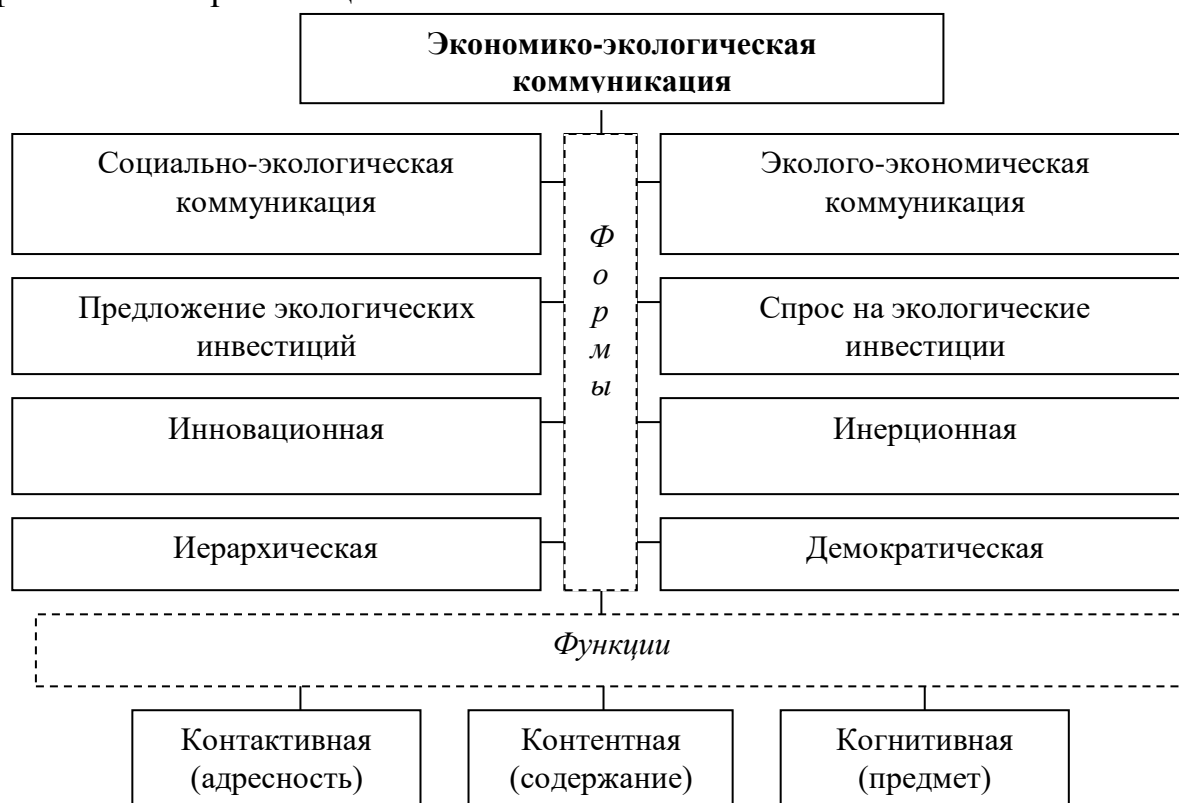 Экономико-экологическая
коммуникация
Социально-экологическая
коммуникация
Эколого-экономическая
коммуникация
Ф
о
р
м
ы
Предложение экологических
инвестиций
Спрос на экологические
инвестиции
Инновационная
Инерционная
Иерархическая
Демократическая
Функции
Контактивная
(адресность)
Контентная
(содержание)
Когнитивная
(предмет)